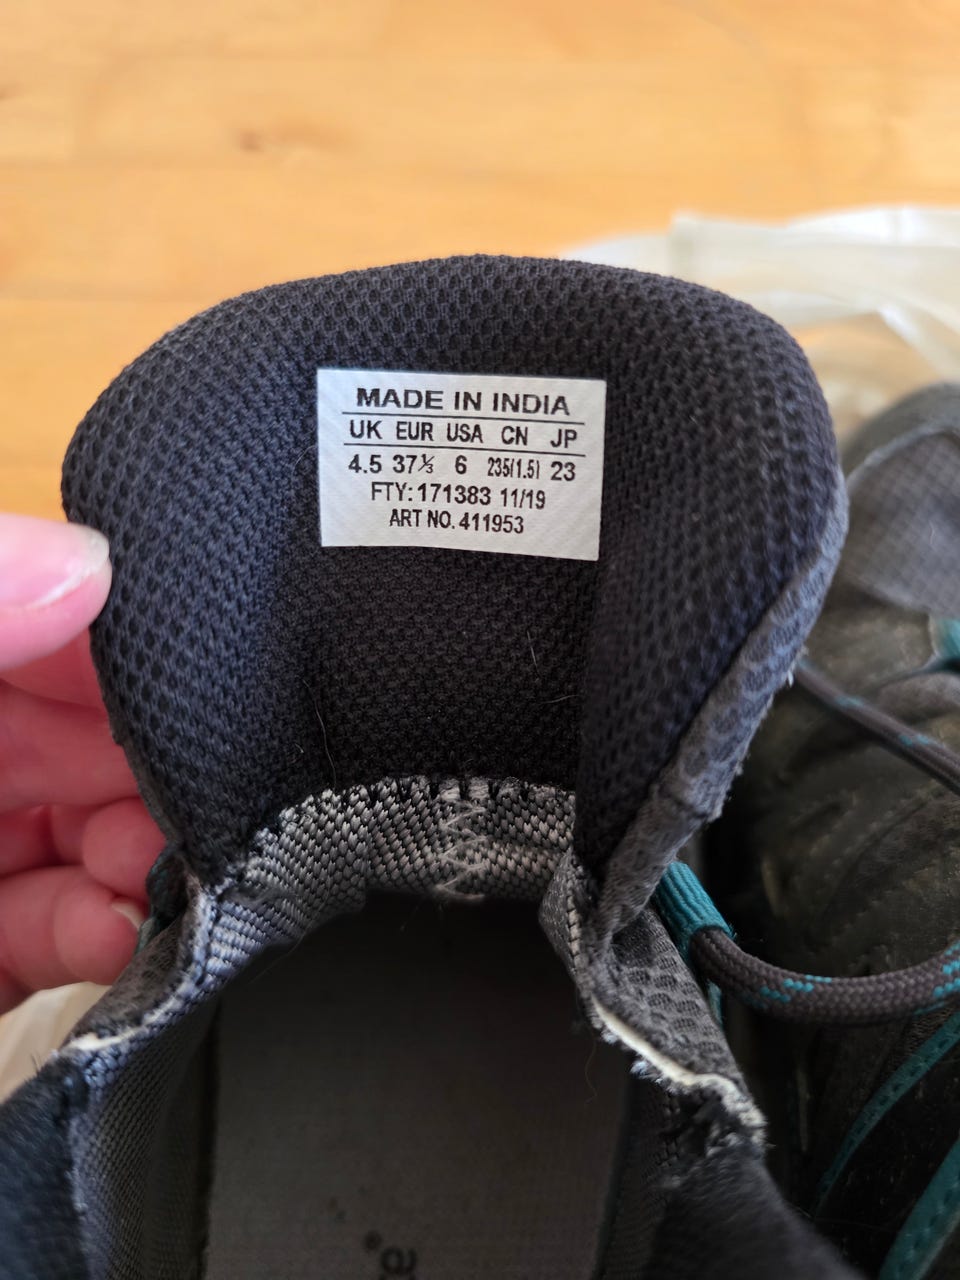 MADE IN INDIA
UK EUR USA CN JP
4.5 37⅓ 6 235(1.5) 23
FTY: 171383 11/19
ART NO. 411953